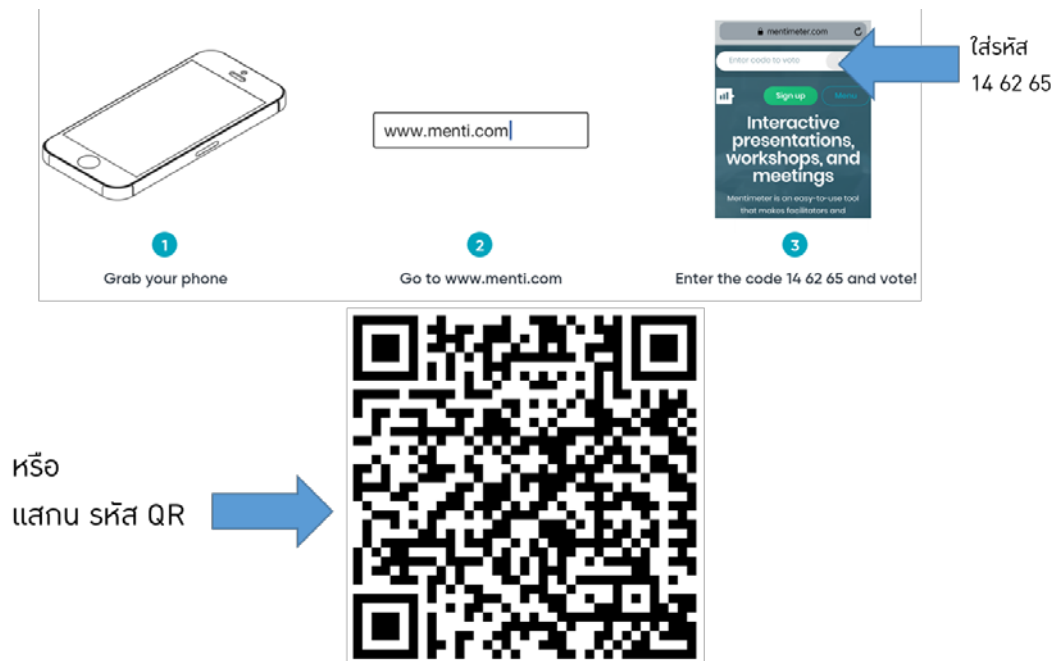 mentimeter.com
Enter code to vote
Sign up
Menu
Interactive
presentations,
workshops, and
meetings
Mentimeter is an easy-to-use tool
that makes facilitators and
ใส่รหัส
14 62 65
www.menti.com
1
Grab your phone
2
Go to www.menti.com
3
Enter the code 14 62 65 and vote!
หรือ
แสกน รหัส QR